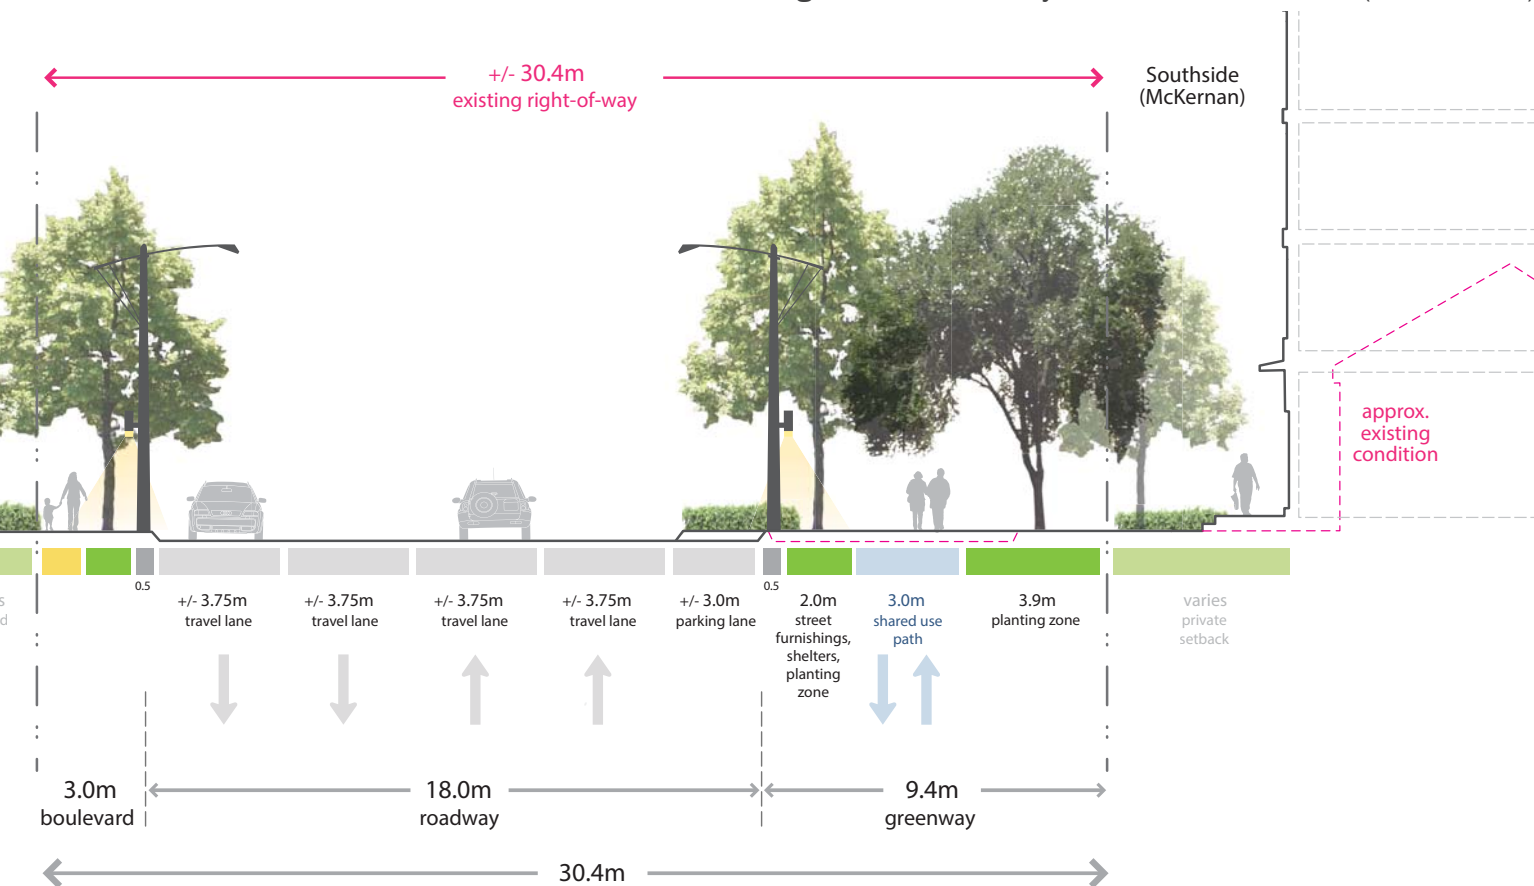 +/- 30.4m
existing right-of-way
Southside
(McKernan)
approx.
existing
condition
0.5
+/- 3.75m
travel lane
+/- 3.75m
travel lane
+/- 3.75m
travel lane
+/- 3.75m
travel lane
+/- 3.0m
parking lane
0.5
2.0m
street
furnishings,
shelters,
planting
zone
3.0m
shared use
path
3.9m
planting zone
varies
private
setback
3.0m
boulevard
18.0m
roadway
9.4m
greenway
30.4m